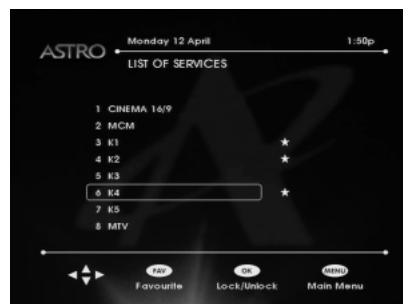 ASTRO
Monday 12 April 1:50p
LIST OF SERVICES
1 CINEMA 16/9
2 MCM
3 K1
4 K2
5 K3
6 K4
7 K5
8 MTV
FAV OK MENU
Favourite Lock/Unlock Main Menu